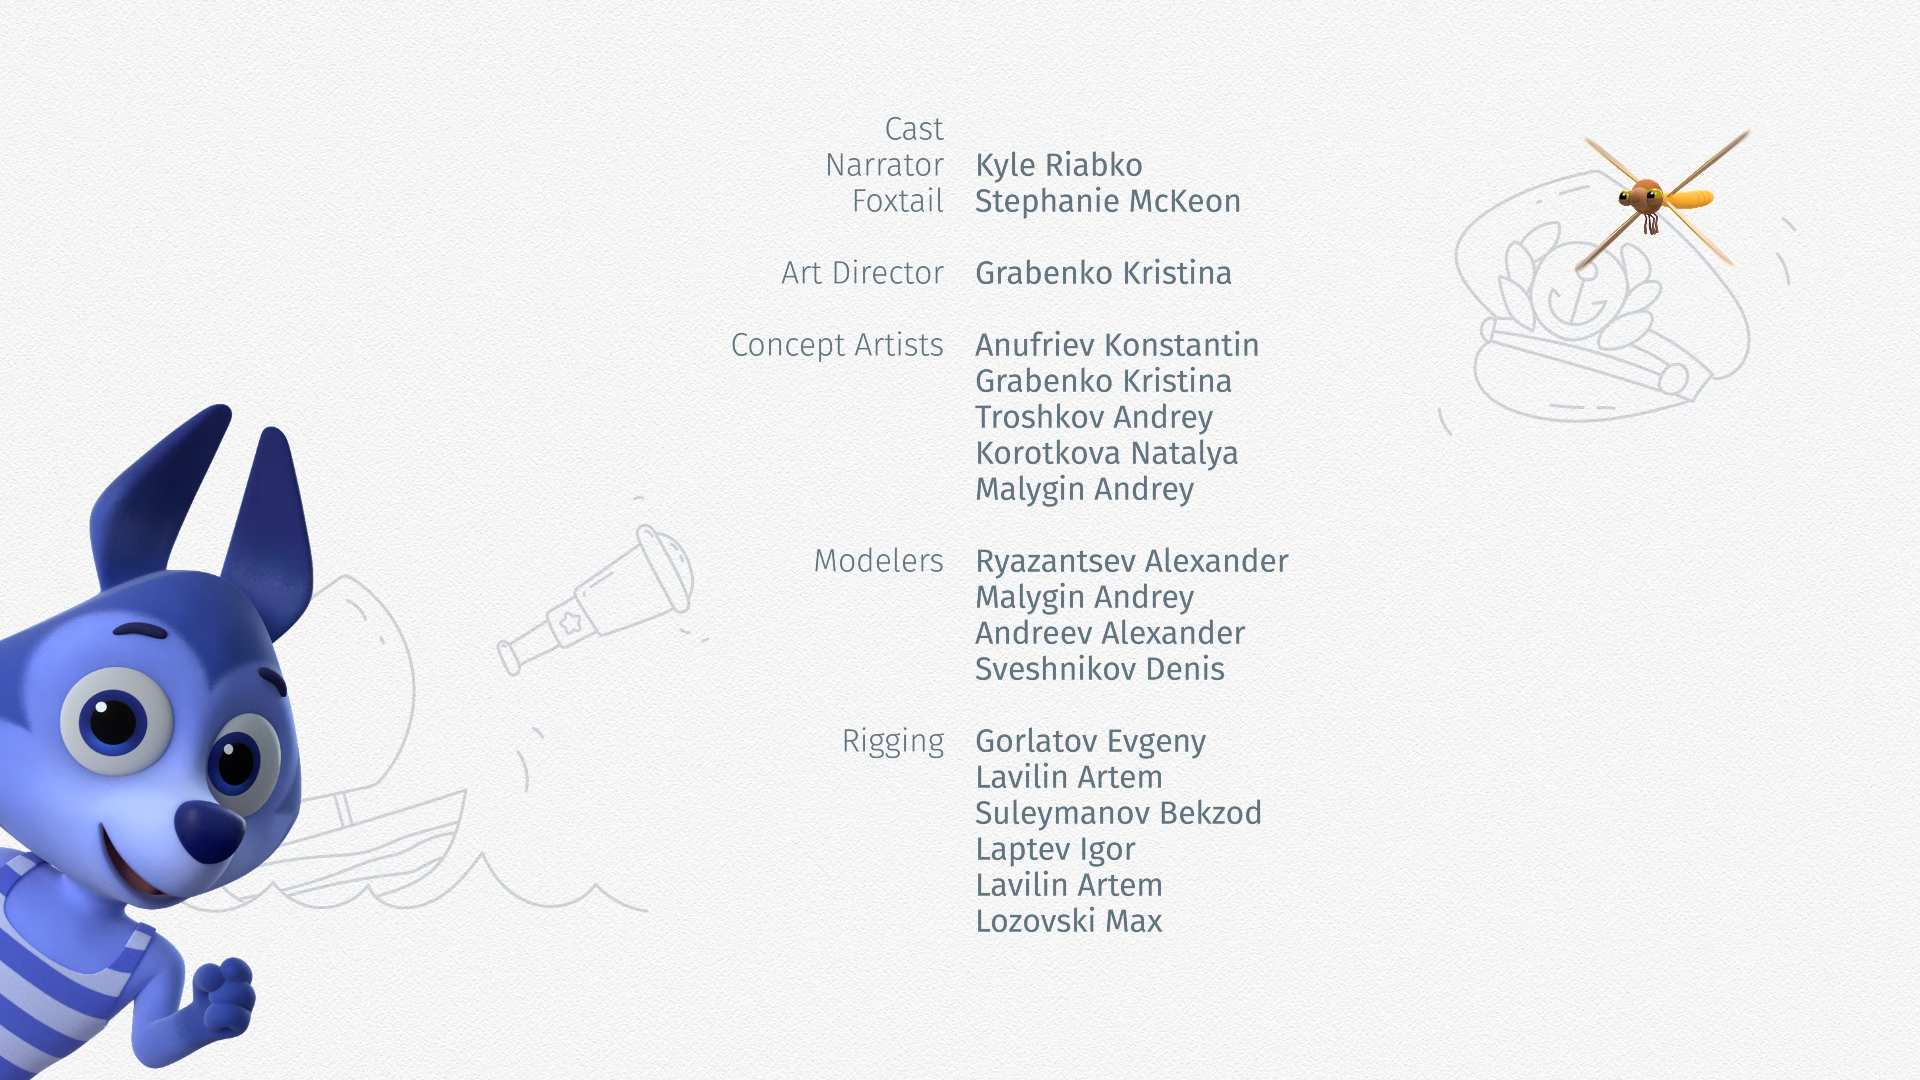 Cast
Narrator Kyle Riabko
Foxtail Stephanie McKeon
Art Director Grabenko Kristina
Concept Artists Anufriev Konstantin
Grabenko Kristina
Troshkov Andrey
Korotkova Natalya
Malygin Andrey
Modelers Ryazantsev Alexander
Malygin Andrey
Andreev Alexander
Sveshnikov Denis
Rigging Gorlatov Evgeny
Lavilin Artem
Suleymanov Bekzod
Laptev Igor
Lavilin Artem
Lozovski Max